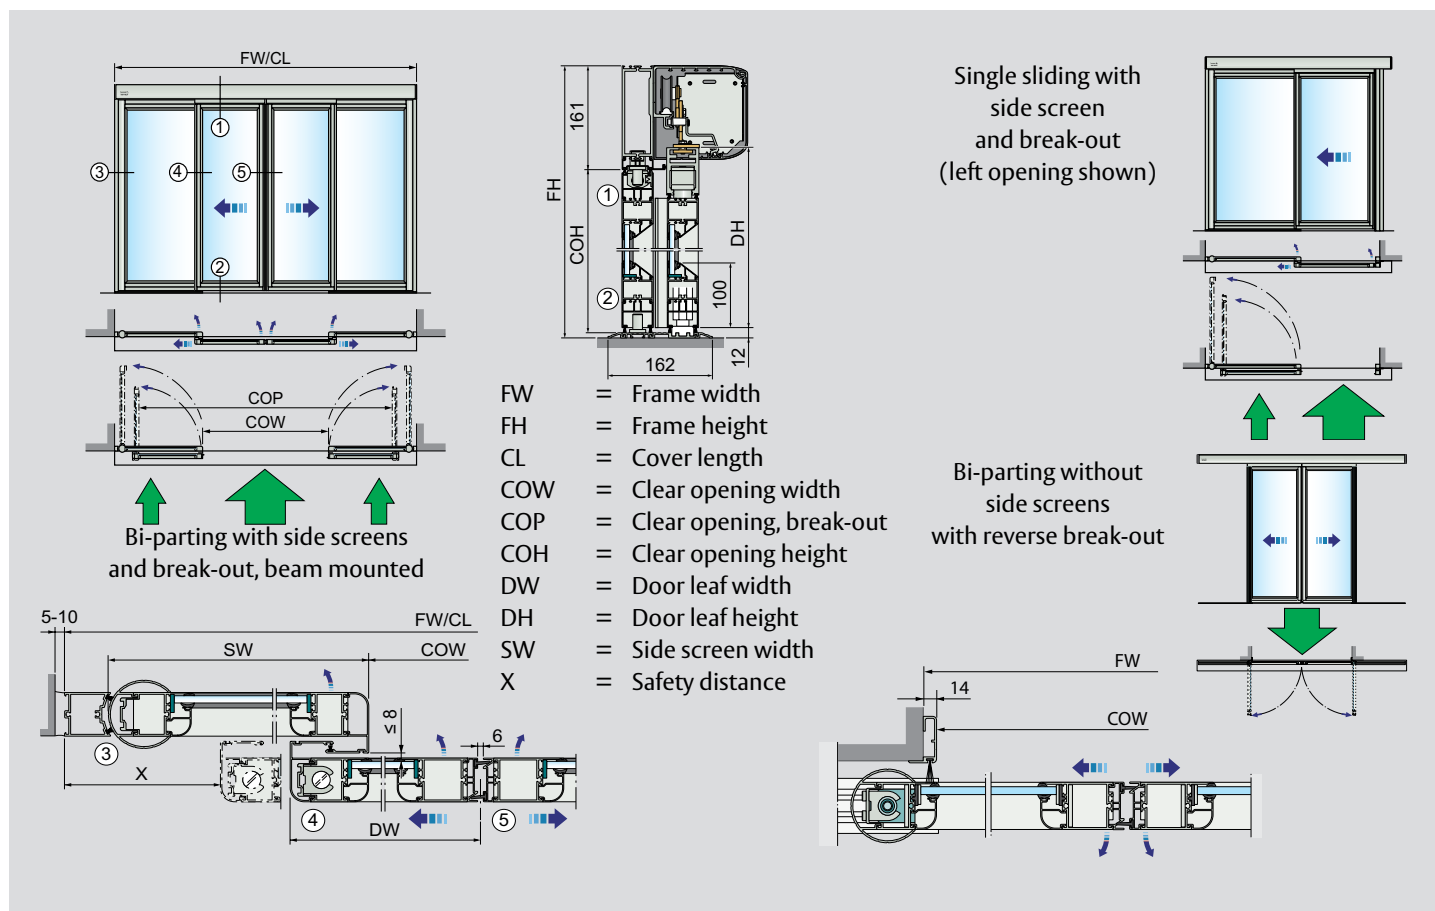 FW/CL
1
3
4
5
2
COP
COW
Bi-parting with side screens
and break-out, beam mounted
161
FH
1
COH
DH
2
100
12
162
Single sliding with
side screen
and break-out
(left opening shown)
FW = Frame width
FH = Frame height
CL = Cover length
COW = Clear opening width
COP = Clear opening, break-out
COH = Clear opening height
DW = Door leaf width
DH = Door leaf height
SW = Side screen width
X = Safety distance
Bi-parting without
side screens
with reverse break-out
5-10
FW/CL
SW
COW
≤ 8
6
3
X
4
5
DW
FW
14
COW